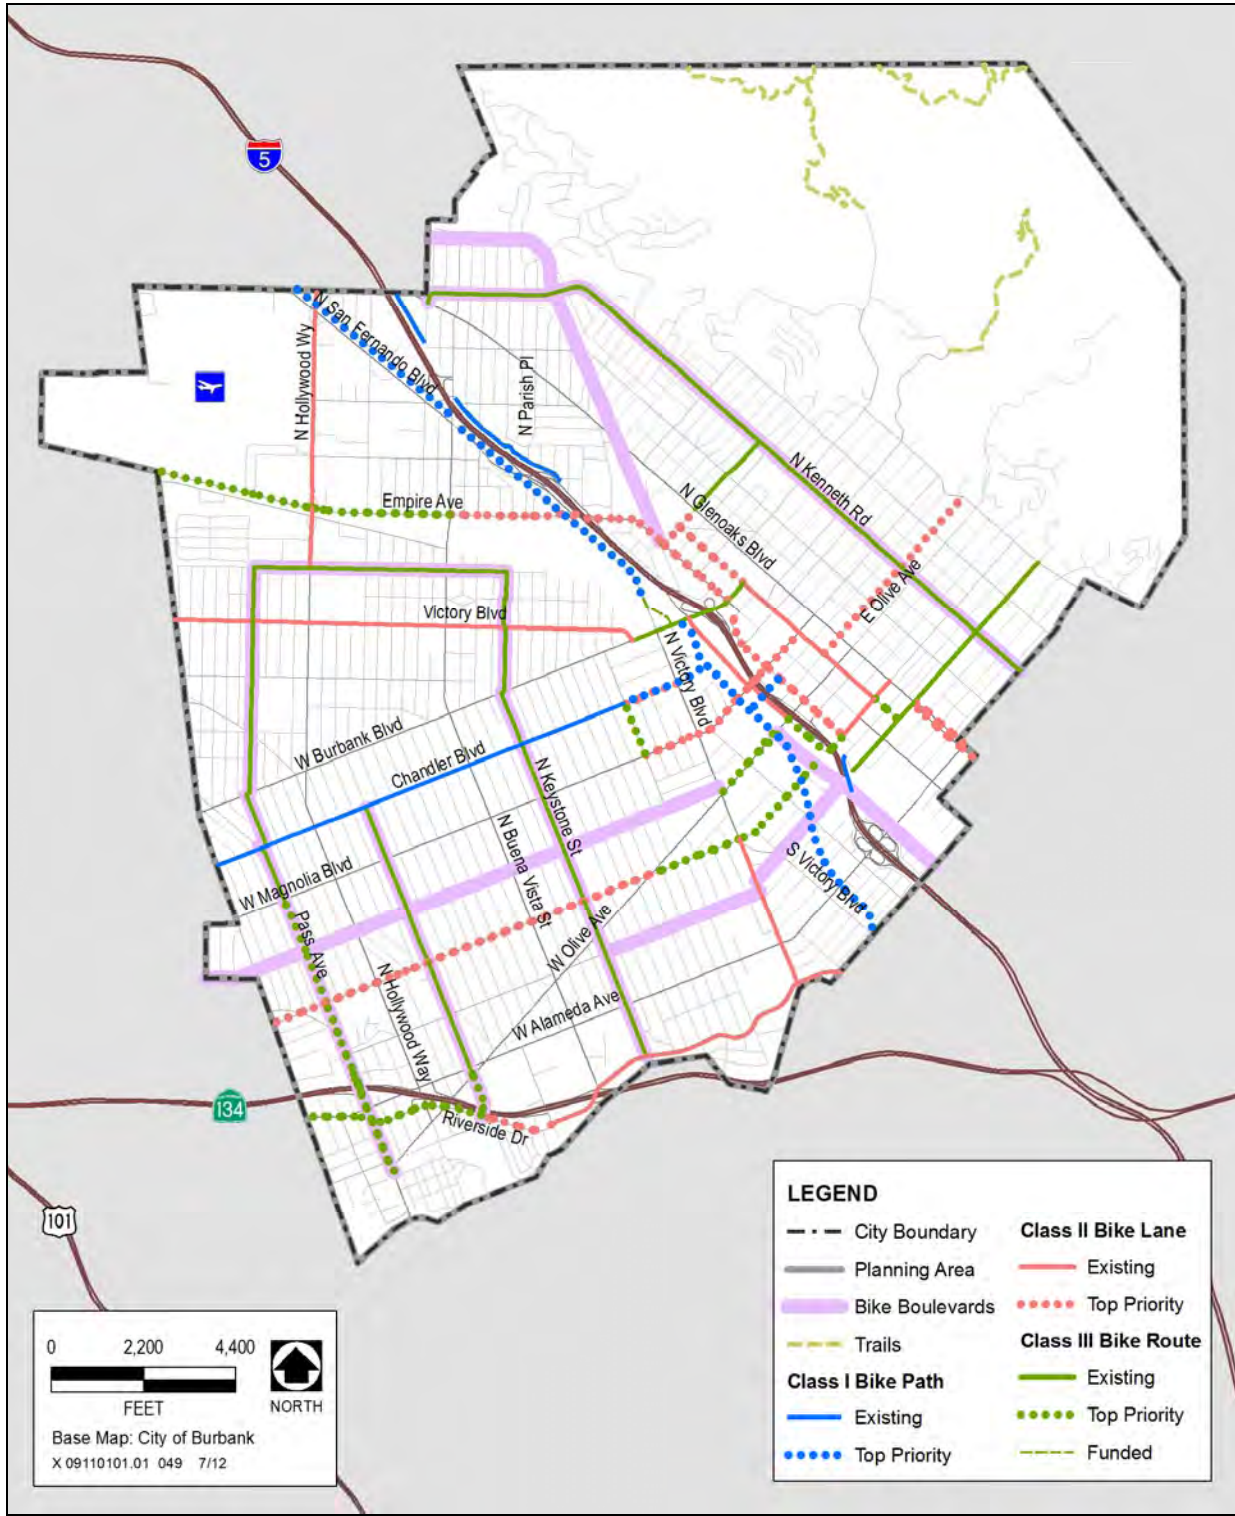 5
N San Fernando Blvd
N Hollywood Wy
N Parish Pl
N Kenneth Rd
N Glenoaks Blvd
Empire Ave
E Olive Ave
Victory Blvd
N Victory Blvd
W Burbank Blvd
Chandler Blvd
N Keystone St
W Magnolia Blvd
N Buena Vista St
S Victory Blvd
Pass Ave
W Olive Ave
N Hollywood Way
W Alameda Ave
134
Riverside Dr
101
LEGEND
City Boundary
Planning Area
Bike Boulevards
Trails
Class I Bike Path
Existing
Top Priority
Class II Bike Lane
Existing
Top Priority
Class III Bike Route
Existing
Top Priority
Funded
0 2,200 4,400
FEET
NORTH
Base Map: City of Burbank
X 09110101.01 049 7/12